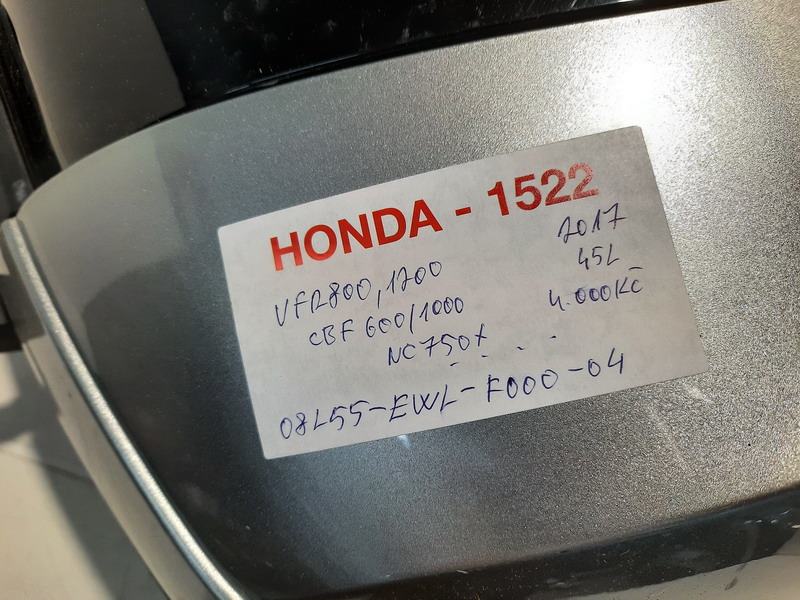 HONDA - 1522
2017
VFR800, 1200
45L
CBF 600/1000
4.000Kč
NC750X
08L55-EWL-F000-04